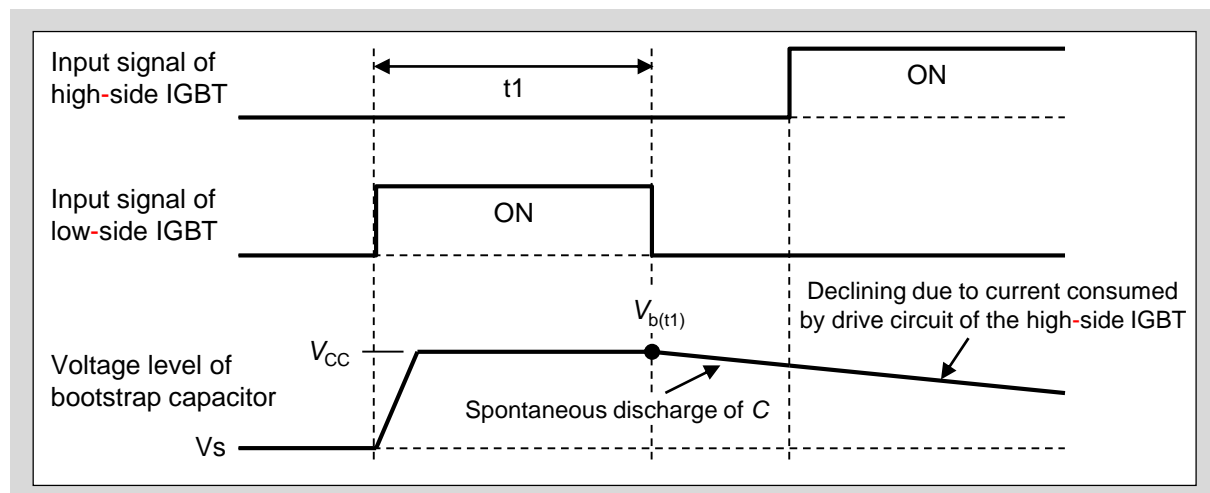 Input signal of
high-side IGBT
t1
ON
Input signal of
low-side IGBT
ON
Declining due to current consumed
by drive circuit of the high-side IGBT
Vb(t1)
VCC
Voltage level of
bootstrap capacitor
Spontaneous discharge of C
Vs